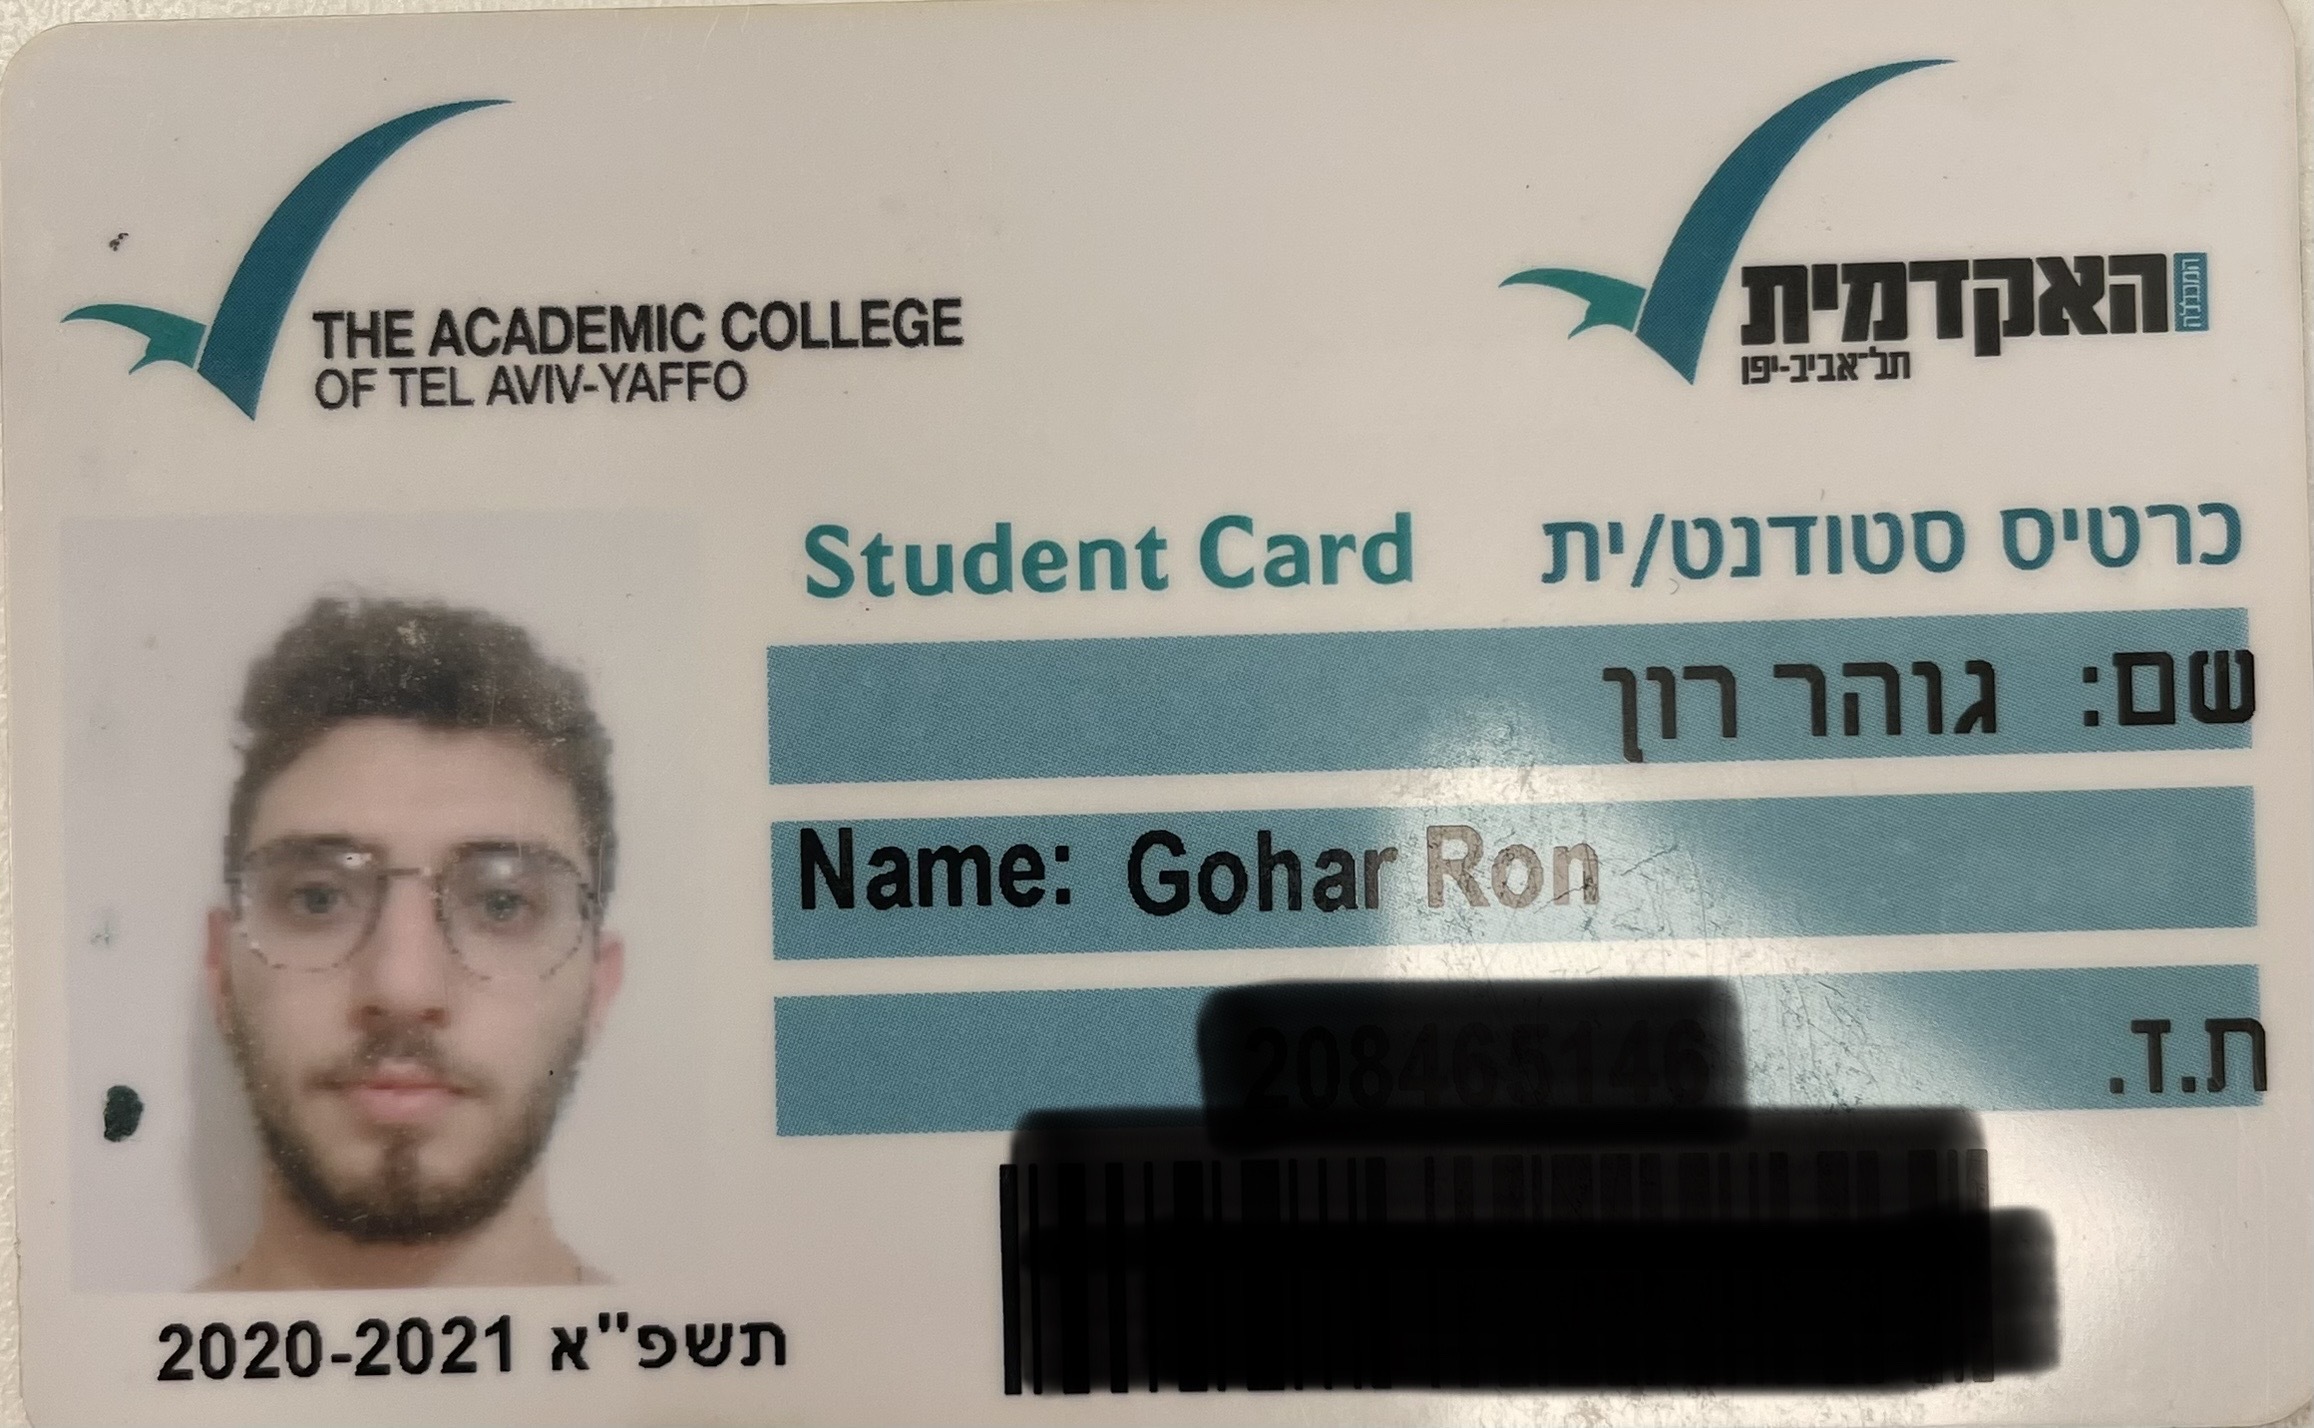 THE ACADEMIC COLLEGE
OF TEL AVIV-YAFFO
המכללה
האקדמית
תל-אביב-יפו
Student Card
כרטיס סטודנט/ית
שם: גוהר רון
Name: Gohar Ron
ת.ז.
2020-2021 תשפ"א